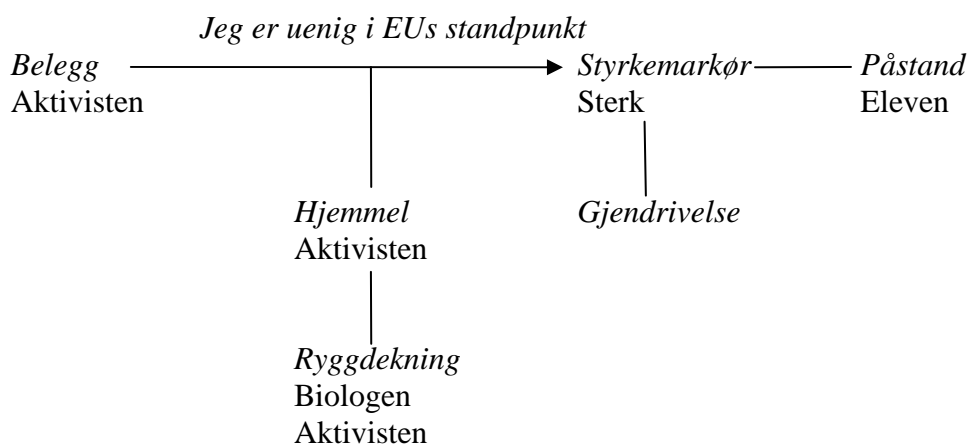 Jeg er uenig i EUs standpunkt
Belegg
Aktivisten
Styrkemarkør
Sterk
Påstand
Eleven
Hjemmel
Aktivisten
Gjendrivelse
Ryggdekning
Biologen
Aktivisten